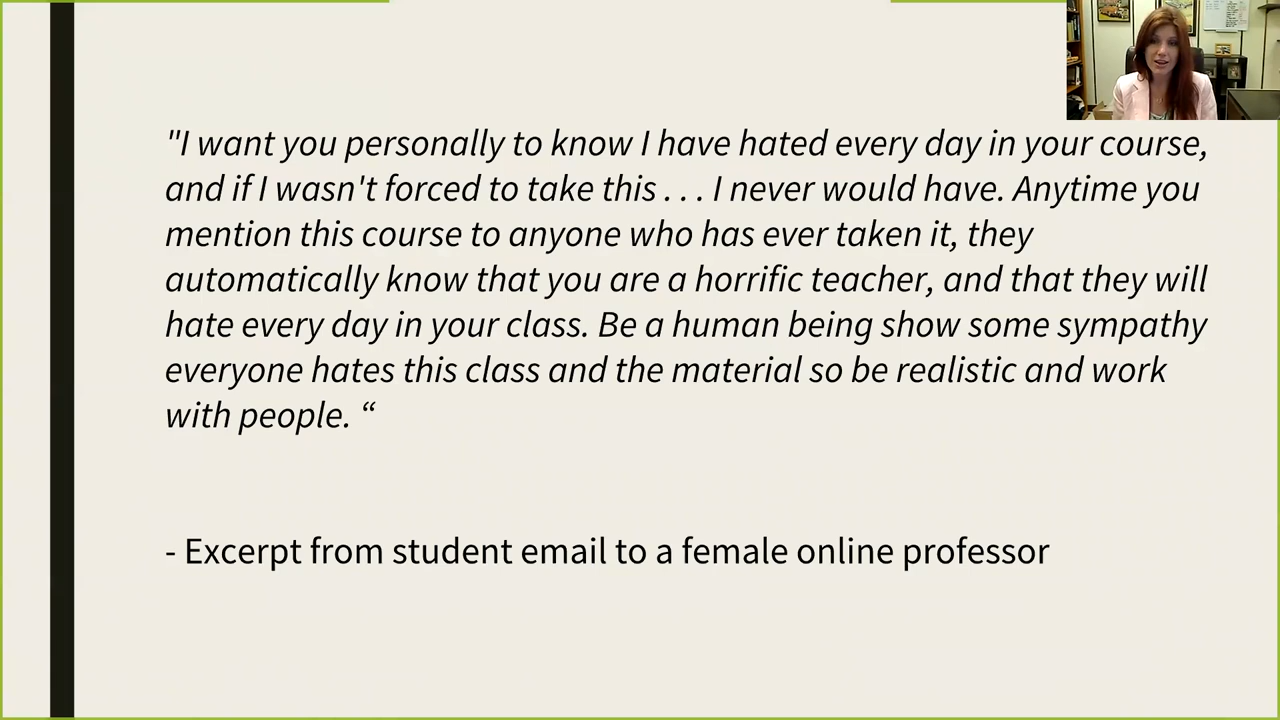 "I want you personally to know I have hated every day in your course,
and if I wasn't forced to take this . . . I never would have. Anytime you
mention this course to anyone who has ever taken it, they
automatically know that you are a horrific teacher, and that they will
hate every day in your class. Be a human being show some sympathy
everyone hates this class and the material so be realistic and work
with people. “
- Excerpt from student email to a female online professor